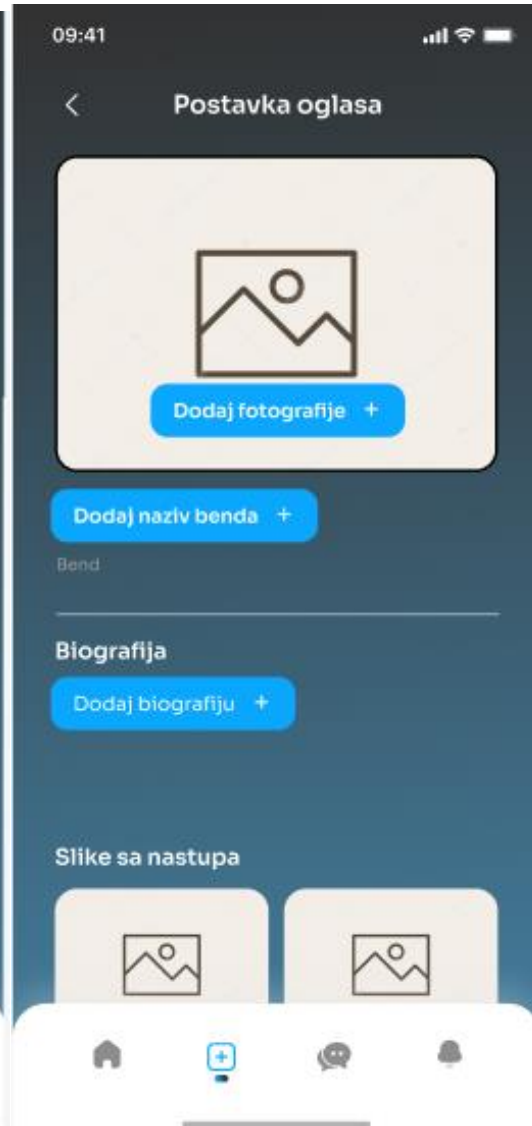 09:41
Postavka oglasa
Dodaj fotografije +
Dodaj naziv benda +
Bend
Biografija
Dodaj biografiju +
Slike sa nastupa